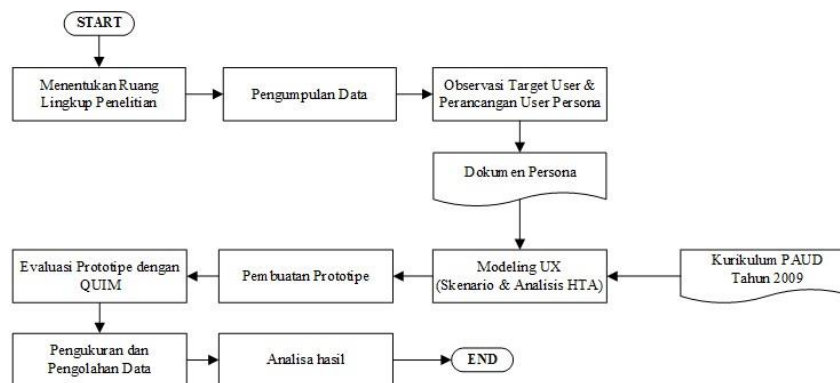 START
Menentukan Ruang
Lingkup Penelitian
Pengumpulan Data
Observasi Target User &
Perancangan User Persona
Dokumen Persona
Kurikulum PAUD
Tahun 2009
Modeling UX
(Skenario & Analisis HTA)
Pembuatan Prototipe
Evaluasi Prototipe dengan
QUIM
Pengukuran dan
Pengolahan Data
Analisa hasil
END